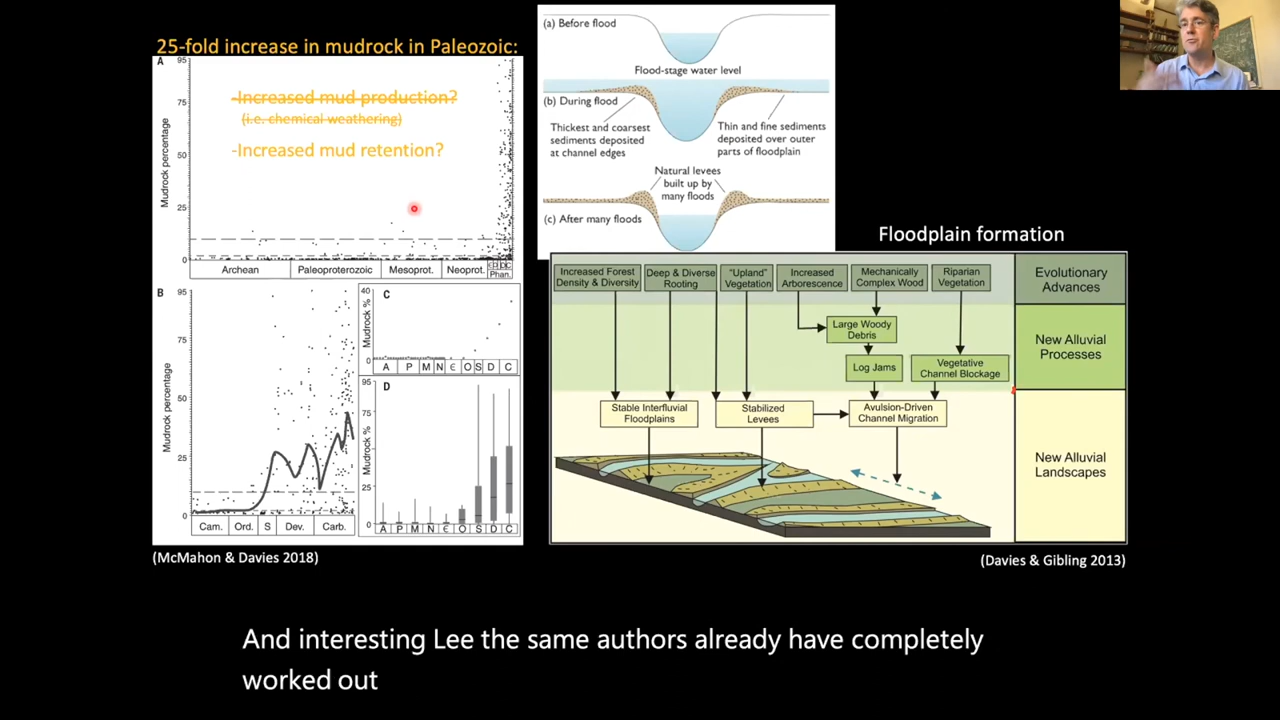 25-fold increase in mudrock in Paleozoic:
A
95
75
50
25
0
Mudrock percentage
-Increased mud production?
(i.e. chemical weathering)
-Increased mud retention?
Archean
Paleoproterozoic
Mesoprot.
Neoprot.
Phan.
B
95
75
50
25
0
Mudrock percentage
Cam.
Ord.
S
Dev.
Carb.
C
40
0
Mudrock %
A P M N Є O S D C
D
95
75
50
25
0
Mudrock %
A P M N Є O S D C
(McMahon & Davies 2018)
(a) Before flood
Flood-stage water level
(b) During flood
Thickest and coarsest
sediments deposited
at channel edges
Thin and fine sediments
deposited over outer
parts of floodplain
Natural levees
built up by
many floods
(c) After many floods
Floodplain formation
Increased Forest
Density & Diversity
Deep & Diverse
Rooting
"Upland"
Vegetation
Increased
Arborescence
Mechanically
Complex Wood
Riparian
Vegetation
Evolutionary
Advances
Large Woody
Debris
Log Jams
Vegetative
Channel Blockage
New Alluvial
Processes
Stable Interfluvial
Floodplains
Stabilized
Levees
Avulsion-Driven
Channel Migration
New Alluvial
Landscapes
(Davies & Gibling 2013)
And interesting Lee the same authors already have completely
worked out